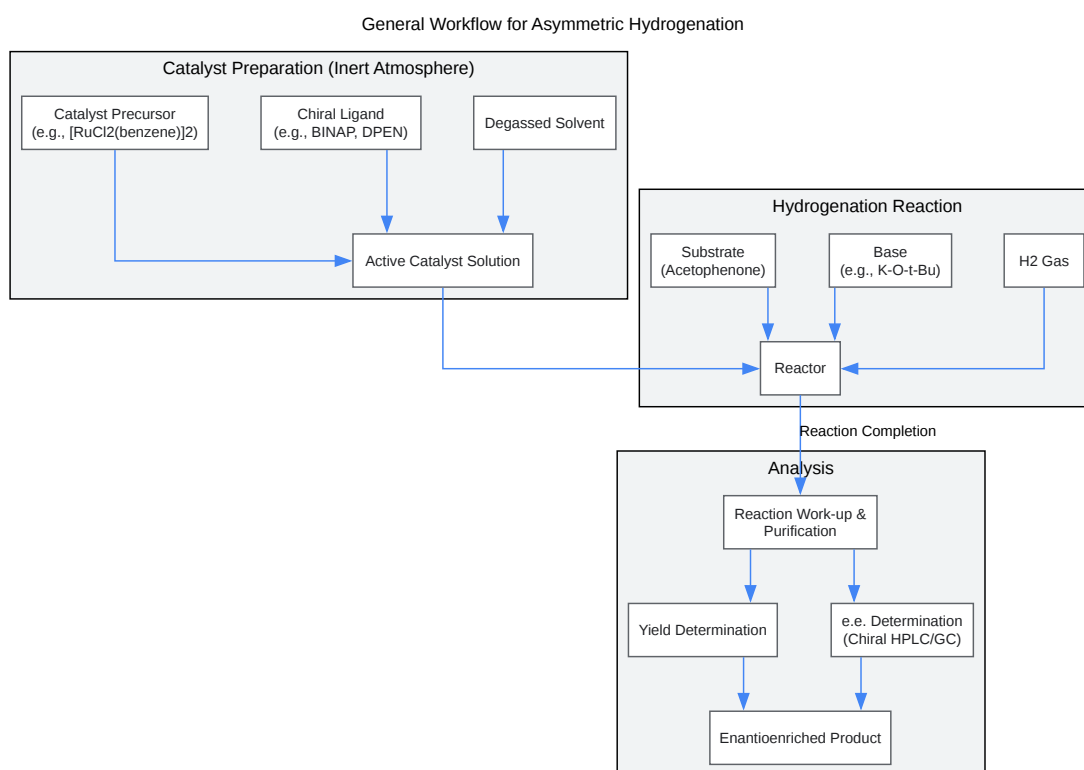 General Workflow for Asymmetric Hydrogenation
Catalyst Preparation (Inert Atmosphere)
Catalyst Precursor
(e.g., [RuCl2(benzene)]2)
Chiral Ligand
(e.g., BINAP, DPEN)
Degassed Solvent
Active Catalyst Solution
Hydrogenation Reaction
Substrate
(Acetophenone)
Base
(e.g., K-O-t-Bu)
H2 Gas
Reactor
Reaction Completion
Analysis
Reaction Work-up &
Purification
Yield Determination
e.e. Determination
(Chiral HPLC/GC)
Enantioenriched Product